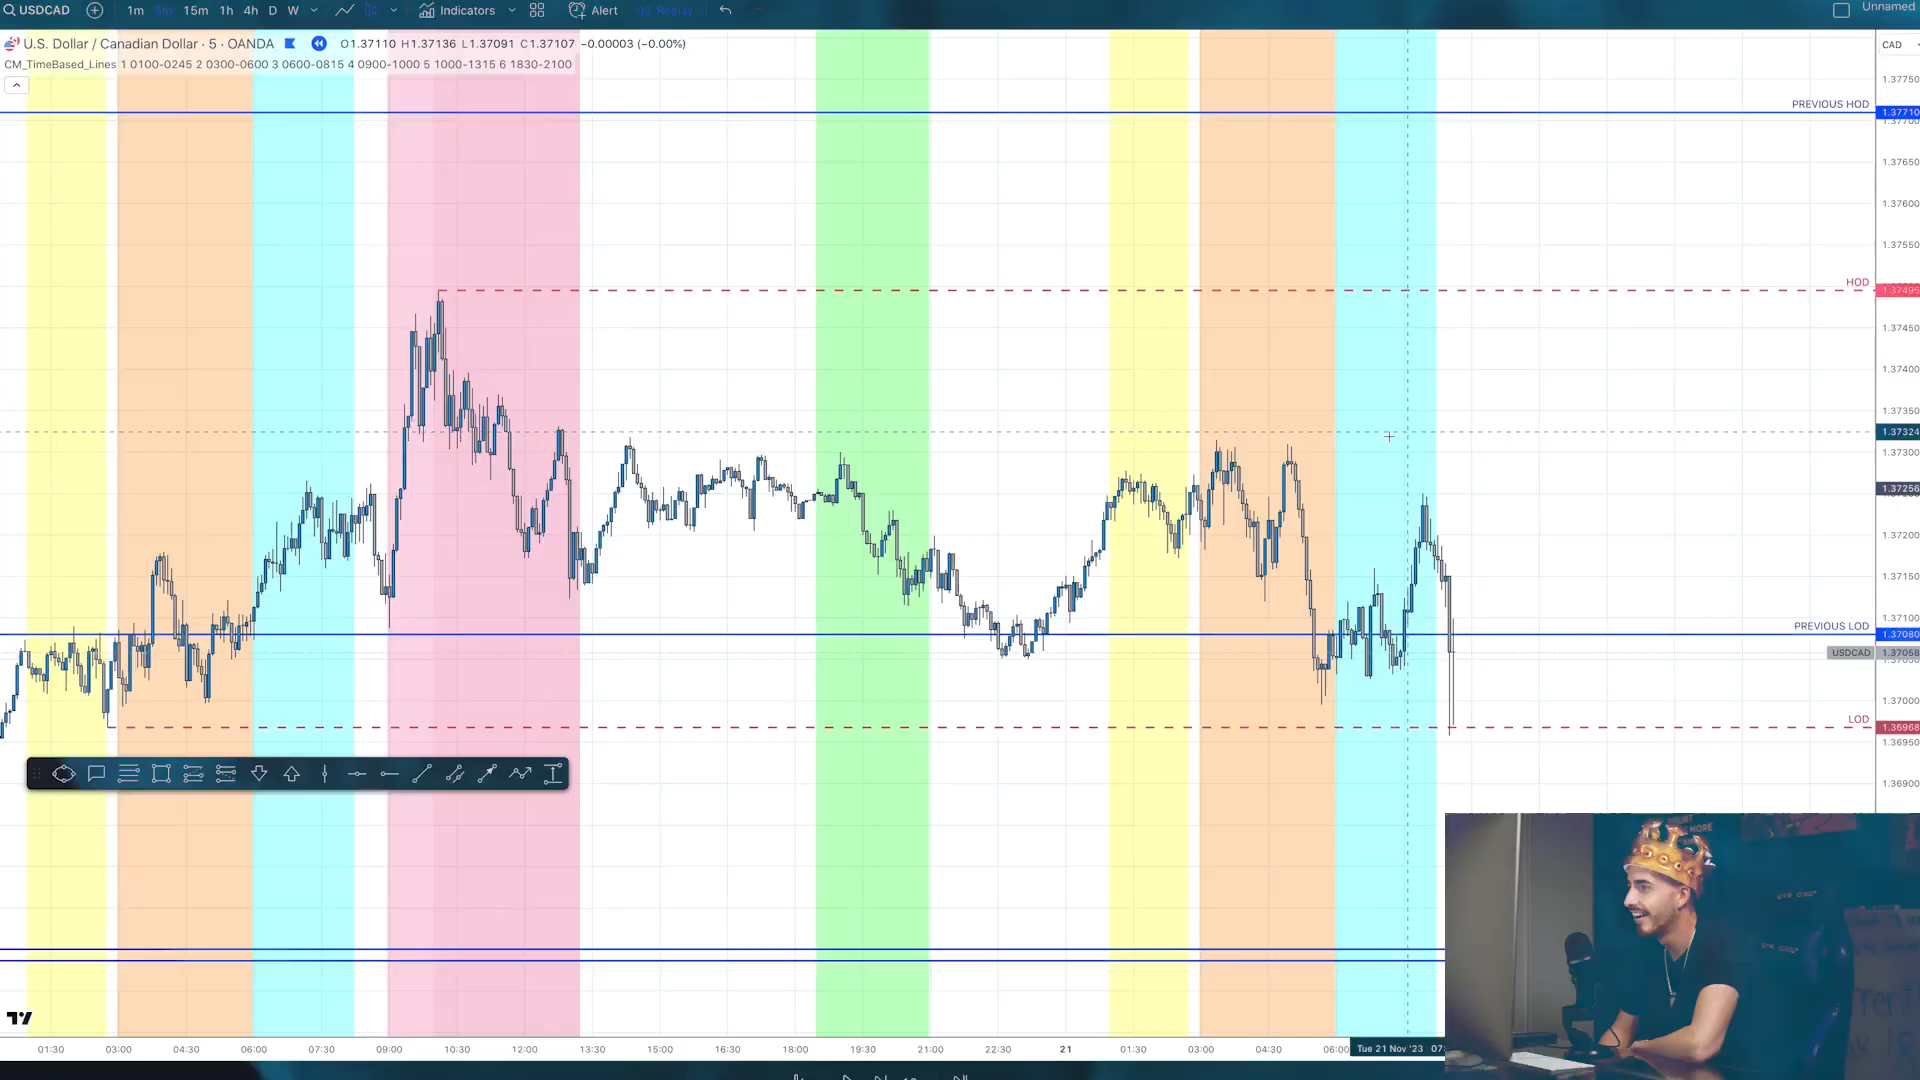 USDCAD 1m 5m 15m 1h 4h D W Indicators Alert Replay Unnamed
U.S. Dollar / Canadian Dollar · 5 · OANDA O1.37110 H1.37136 L1.37091 C1.37107 −0.00003 (−0.00%) CAD
CM_TimeBased_Lines 1 0100-0245 2 0300-0600 3 0600-0815 4 0900-1000 5 1000-1315 6 1830-2100
1.37750
PREVIOUS HOD 1.37710
1.37700
1.37650
1.37600
1.37550
HOD 1.37495
1.37450
1.37400
1.37350
1.37324
1.37300
1.37256
1.37200
1.37150
1.37100
PREVIOUS LOD 1.37080
USDCAD 1.37058
1.37000
LOD 1.36968
1.36950
1.36900
01:30 03:00 04:30 06:00 07:30 09:00 10:30 12:00 13:30 15:00 16:30 18:00 19:30 21:00 22:30 21 01:30 03:00 04:30 06:00 Tue 21 Nov '23 07: